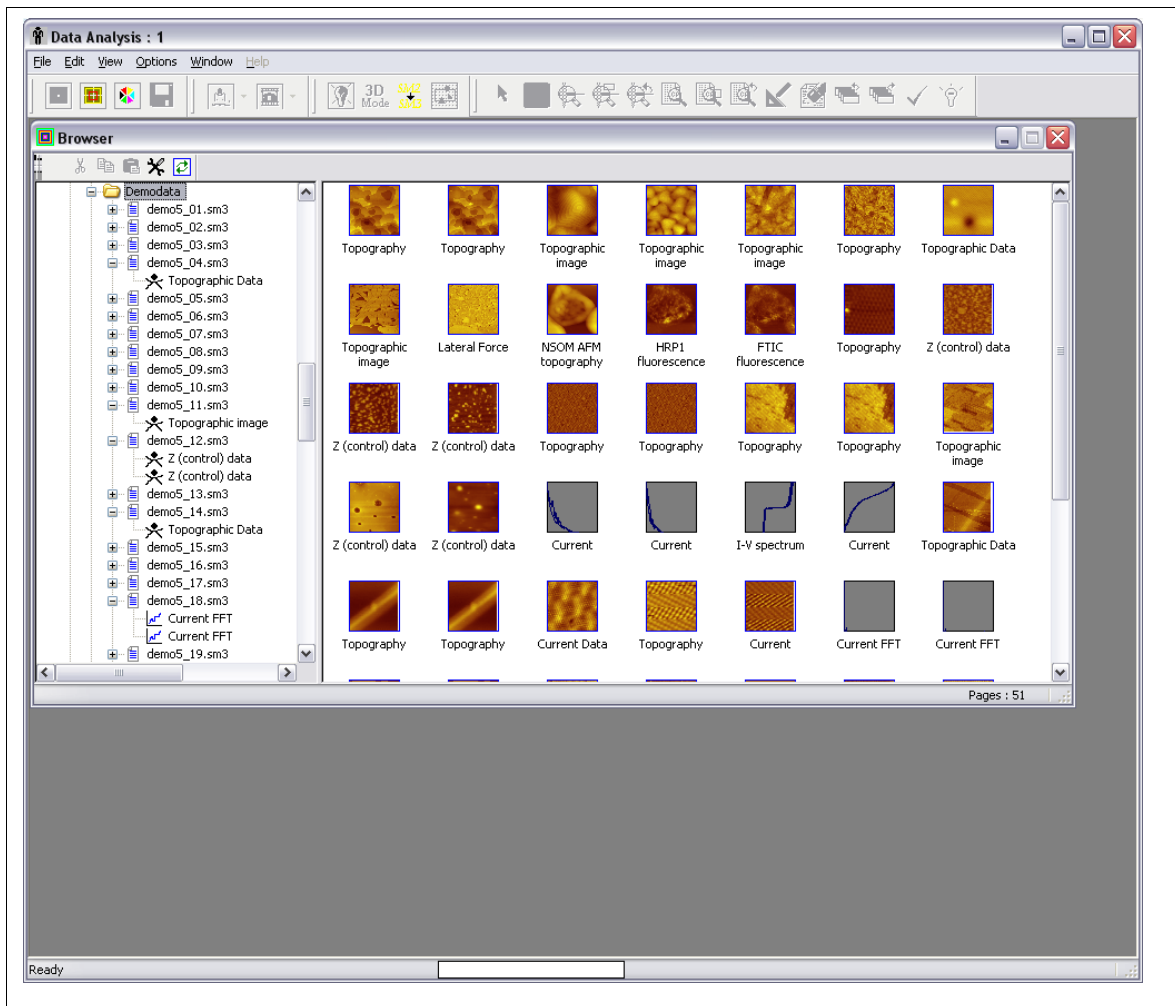 Data Analysis : 1
File Edit View Options Window Help
3D Mode SM2 SM3
Browser
Demodata
demo5_01.sm3
demo5_02.sm3
demo5_03.sm3
demo5_04.sm3
Topographic Data
demo5_05.sm3
demo5_06.sm3
demo5_07.sm3
demo5_08.sm3
demo5_09.sm3
demo5_10.sm3
demo5_11.sm3
Topographic image
demo5_12.sm3
Z (control) data
Z (control) data
demo5_13.sm3
demo5_14.sm3
Topographic Data
demo5_15.sm3
demo5_16.sm3
demo5_17.sm3
demo5_18.sm3
Current FFT
Current FFT
demo5_19.sm3
Topography Topography Topographic image Topographic image Topographic image Topography Topographic Data
Topographic image Lateral Force NSOM AFM topography HRP1 fluorescence FTIC fluorescence Topography Z (control) data
Z (control) data Z (control) data Topography Topography Topography Topography Topographic image
Z (control) data Z (control) data Current Current I-V spectrum Current Topographic Data
Topography Topography Current Data Topography Current Current FFT Current FFT
Pages : 51
Ready